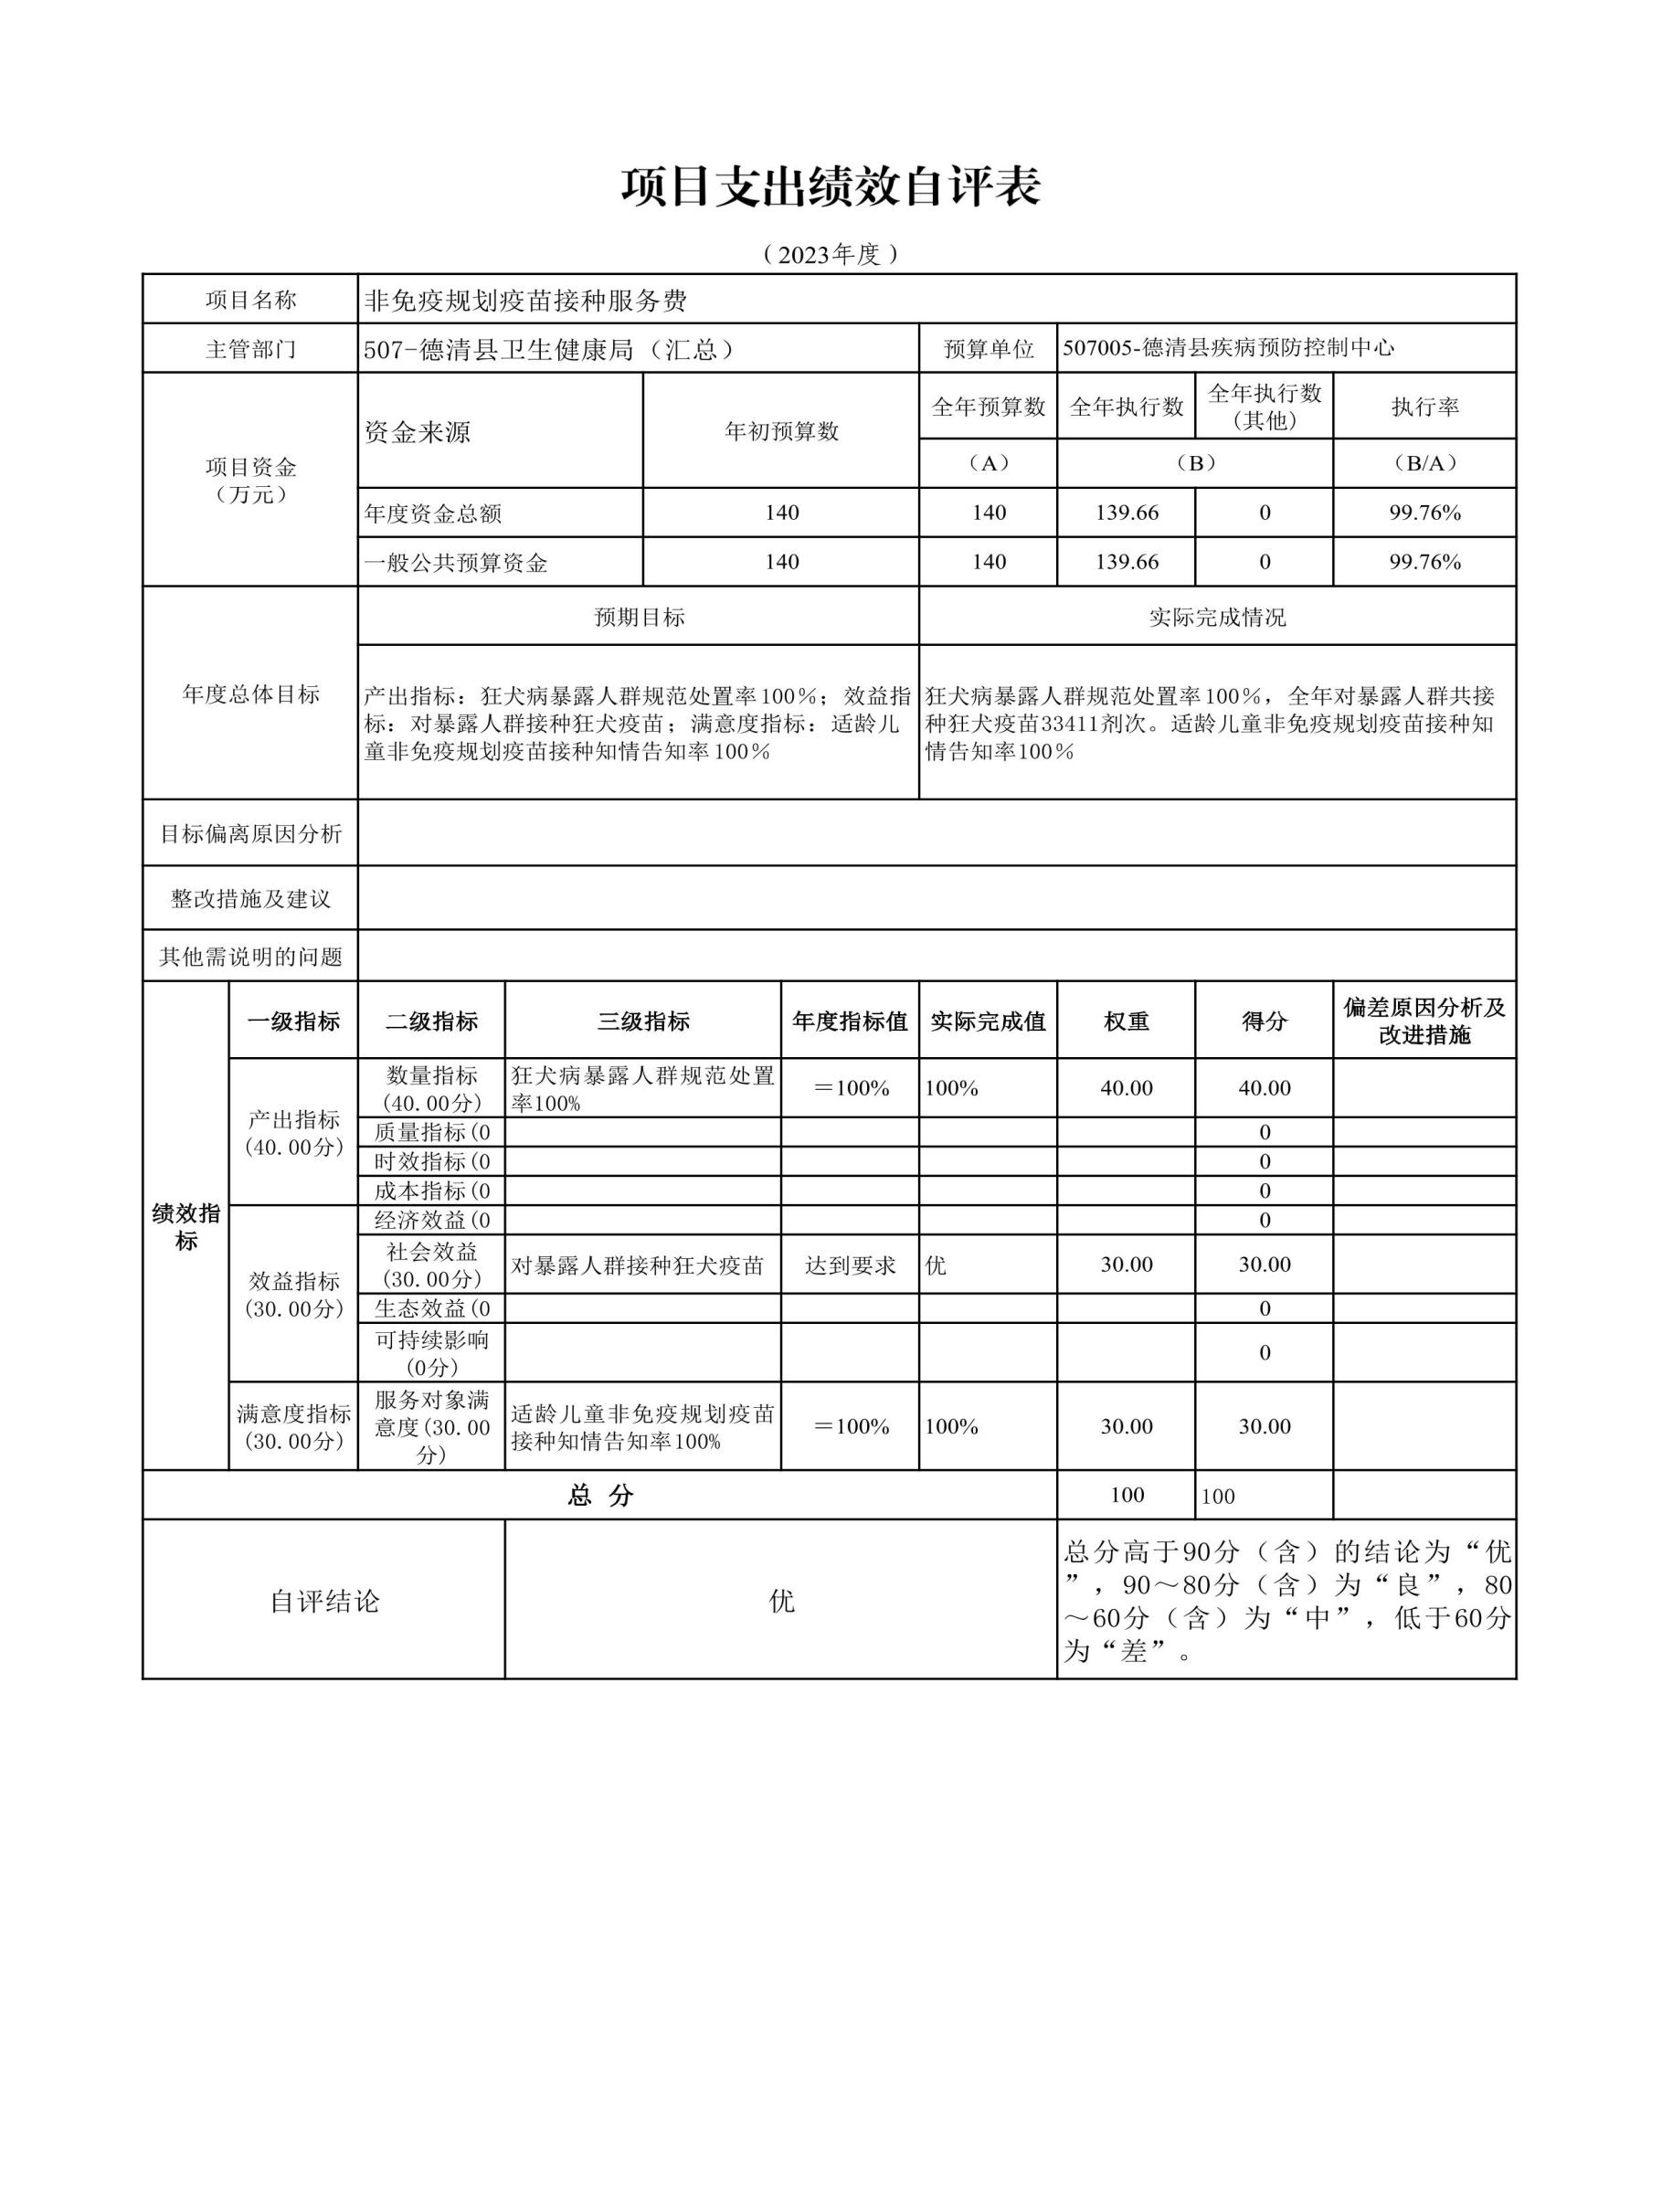 项目支出绩效自评表
（2023年度）
项目名称
非免疫规划疫苗接种服务费
主管部门
507-德清县卫生健康局（汇总）
预算单位
507005-德清县疾病预防控制中心
项目资金
（万元）
资金来源
年初预算数
全年预算数
全年执行数
全年执行数
(其他)
执行率
（A）
（B）
（B/A）
年度资金总额
140
140
139.66
0
99.76%
一般公共预算资金
140
140
139.66
0
99.76%
年度总体目标
预期目标
实际完成情况
产出指标：狂犬病暴露人群规范处置率100％；效益指
标：对暴露人群接种狂犬疫苗；满意度指标：适龄儿
童非免疫规划疫苗接种知情告知率100％
狂犬病暴露人群规范处置率100％，全年对暴露人群共接
种狂犬疫苗33411剂次。适龄儿童非免疫规划疫苗接种知
情告知率100％
目标偏离原因分析
整改措施及建议
其他需说明的问题
绩效指
标
一级指标
二级指标
三级指标
年度指标值
实际完成值
权重
得分
偏差原因分析及
改进措施
产出指标
(40.00分)
数量指标
(40.00分)
狂犬病暴露人群规范处置
率100%
＝100%
100%
40.00
40.00
质量指标(0
0
时效指标(0
0
成本指标(0
0
效益指标
(30.00分)
经济效益(0
0
社会效益
(30.00分)
对暴露人群接种狂犬疫苗
达到要求
优
30.00
30.00
生态效益(0
0
可持续影响
(0分)
0
满意度指标
(30.00分)
服务对象满
意度(30.00
分)
适龄儿童非免疫规划疫苗
接种知情告知率100%
＝100%
100%
30.00
30.00
总 分
100
100
自评结论
优
总分高于90分（含）的结论为“优
”，90～80分（含）为“良”，80
～60分（含）为“中”，低于60分
为“差”。